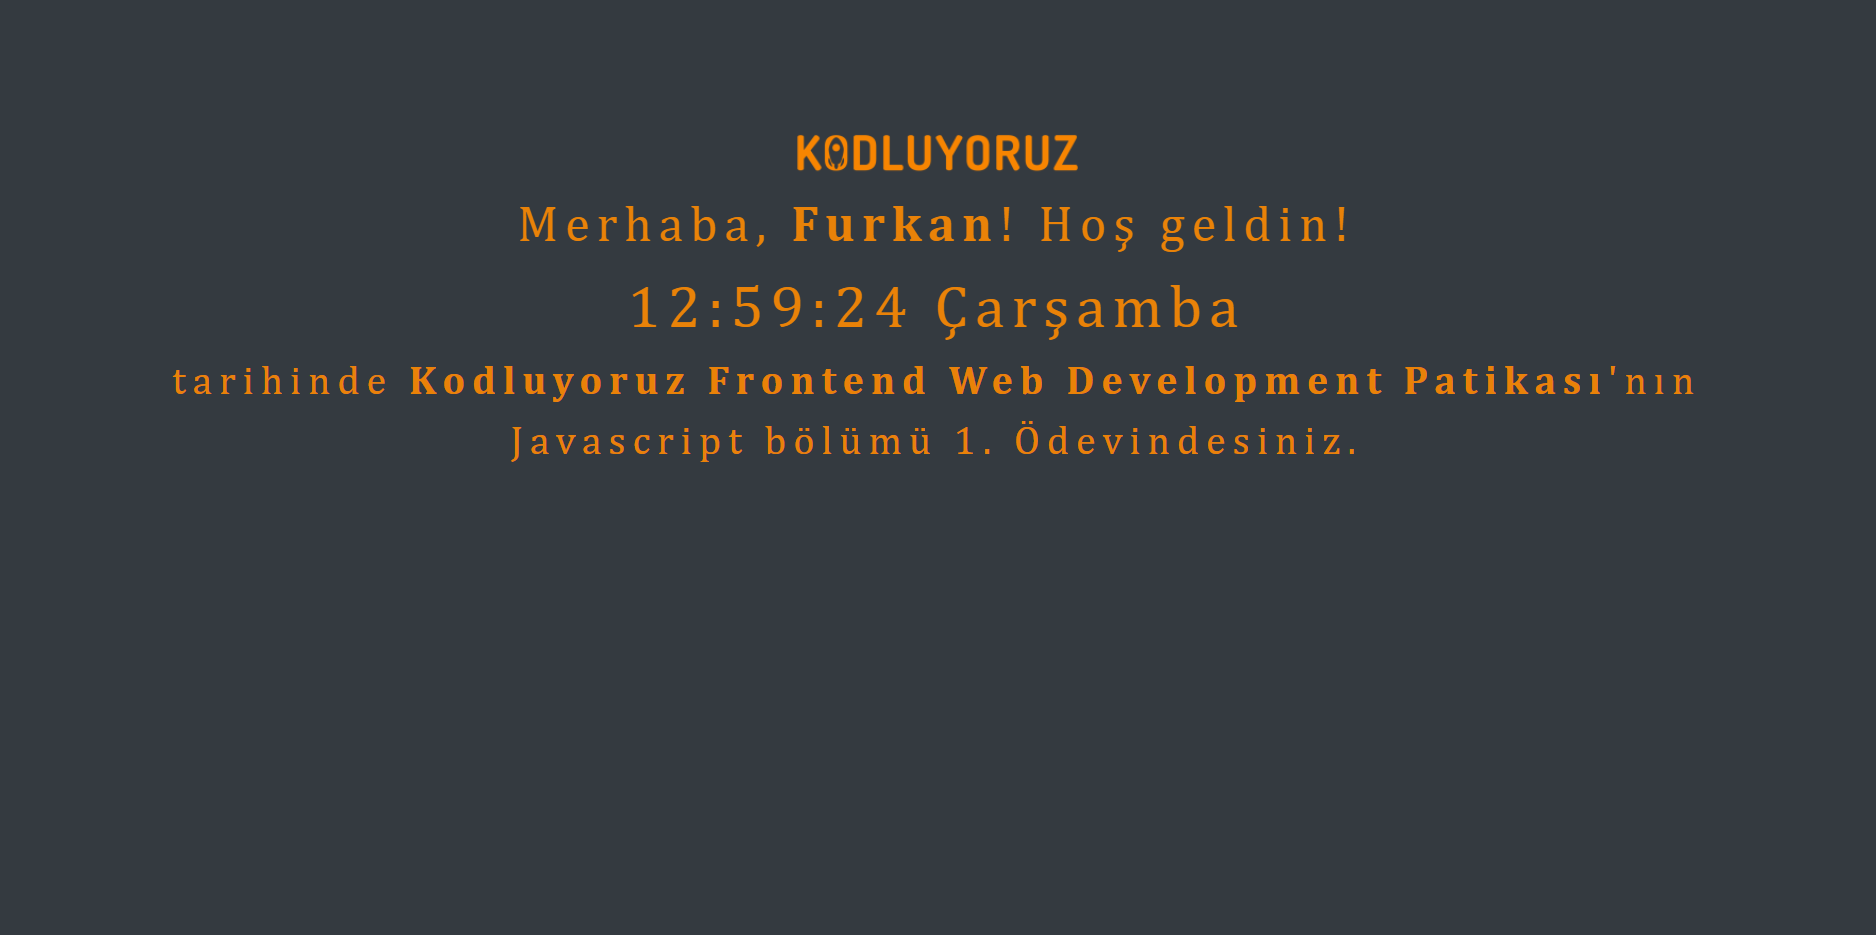 KODLUYORUZ
Merhaba, Furkan! Hoş geldin!
12:59:24 Çarşamba
tarihinde Kodluyoruz Frontend Web Development Patikası'nın
Javascript bölümü 1. Ödevindesiniz.